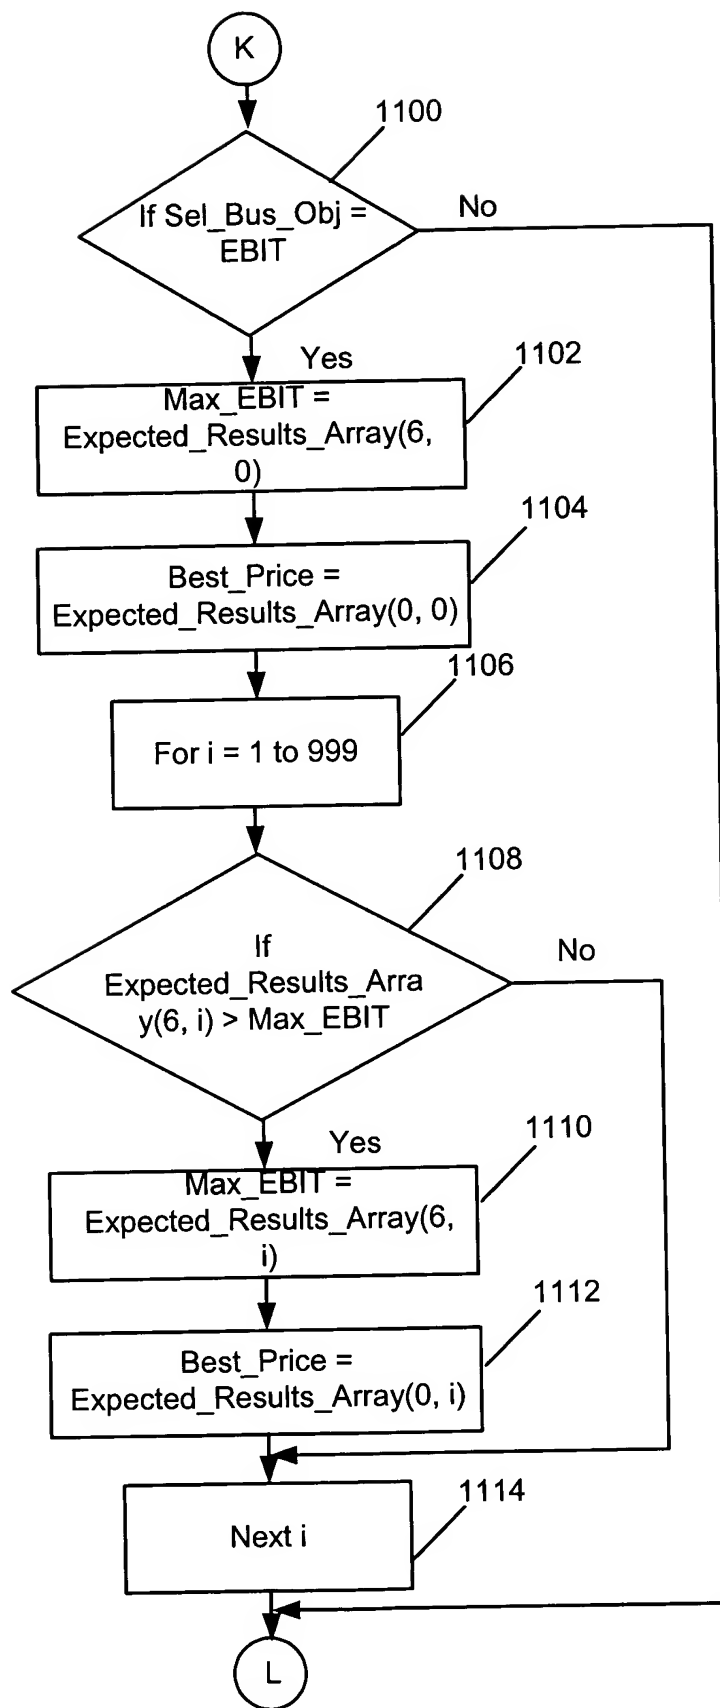 K
1100
If Sel_Bus_Obj =
EBIT
No
Yes
1102
Max_EBIT =
Expected_Results_Array(6,
0)
1104
Best_Price =
Expected_Results_Array(0, 0)
1106
For i = 1 to 999
1108
If
Expected_Results_Arra
y(6, i) > Max_EBIT
No
Yes
1110
Max_EBIT =
Expected_Results_Array(6,
i)
1112
Best_Price =
Expected_Results_Array(0, i)
1114
Next i
L